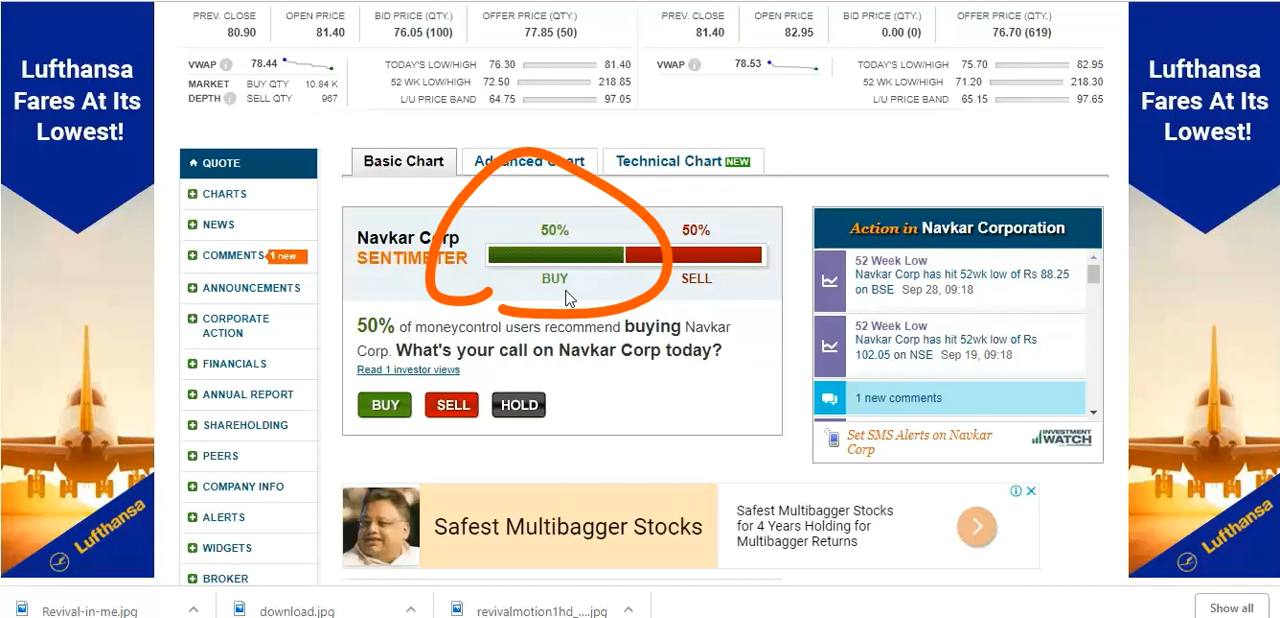 Lufthansa
Fares At Its
Lowest!
Lufthansa
PREV. CLOSE OPEN PRICE BID PRICE (QTY.) OFFER PRICE (QTY.)
80.90 81.40 76.05 (100) 77.85 (50)
VWAP 78.44
MARKET BUY QTY 10.84 K
DEPTH SELL QTY 967
TODAY'S LOW/HIGH 76.30 81.40
52 WK LOW/HIGH 72.50 218.85
L/U PRICE BAND 64.75 97.05
PREV. CLOSE OPEN PRICE BID PRICE (QTY.) OFFER PRICE (QTY.)
81.40 82.95 0.00 (0) 76.70 (619)
VWAP 78.53
TODAY'S LOW/HIGH 75.70 82.95
52 WK LOW/HIGH 71.20 218.30
L/U PRICE BAND 65.15 97.65
QUOTE
CHARTS
NEWS
COMMENTS 1 new
ANNOUNCEMENTS
CORPORATE
ACTION
FINANCIALS
ANNUAL REPORT
SHAREHOLDING
PEERS
COMPANY INFO
ALERTS
WIDGETS
BROKER
Basic Chart Advanced Chart Technical Chart NEW
Navkar Corp
SENTIMETER
50% 50%
BUY SELL
50% of moneycontrol users recommend buying Navkar
Corp. What's your call on Navkar Corp today?
Read 1 investor views
BUY SELL HOLD
Action in Navkar Corporation
52 Week Low
Navkar Corp has hit 52wk low of Rs 88.25
on BSE Sep 28, 09:18
52 Week Low
Navkar Corp has hit 52wk low of Rs
102.05 on NSE Sep 19, 09:18
1 new comments
Set SMS Alerts on Navkar
Corp
INVESTMENT
WATCH
Safest Multibagger Stocks
Safest Multibagger Stocks
for 4 Years Holding for
Multibagger Returns
Lufthansa
Fares At Its
Lowest!
Lufthansa
Revival-in-me.jpg download.jpg revivalmotion1hd_....jpg Show all